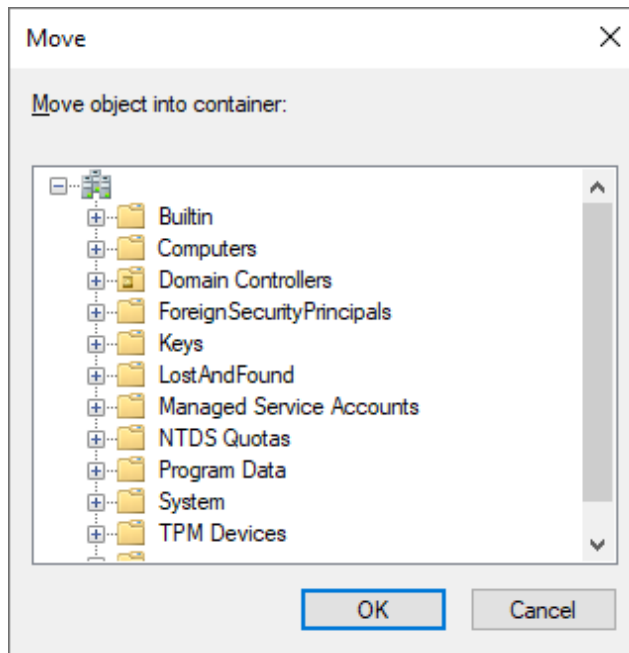 Move
Move object into container:
Builtin
Computers
Domain Controllers
ForeignSecurityPrincipals
Keys
LostAndFound
Managed Service Accounts
NTDS Quotas
Program Data
System
TPM Devices
OK
Cancel